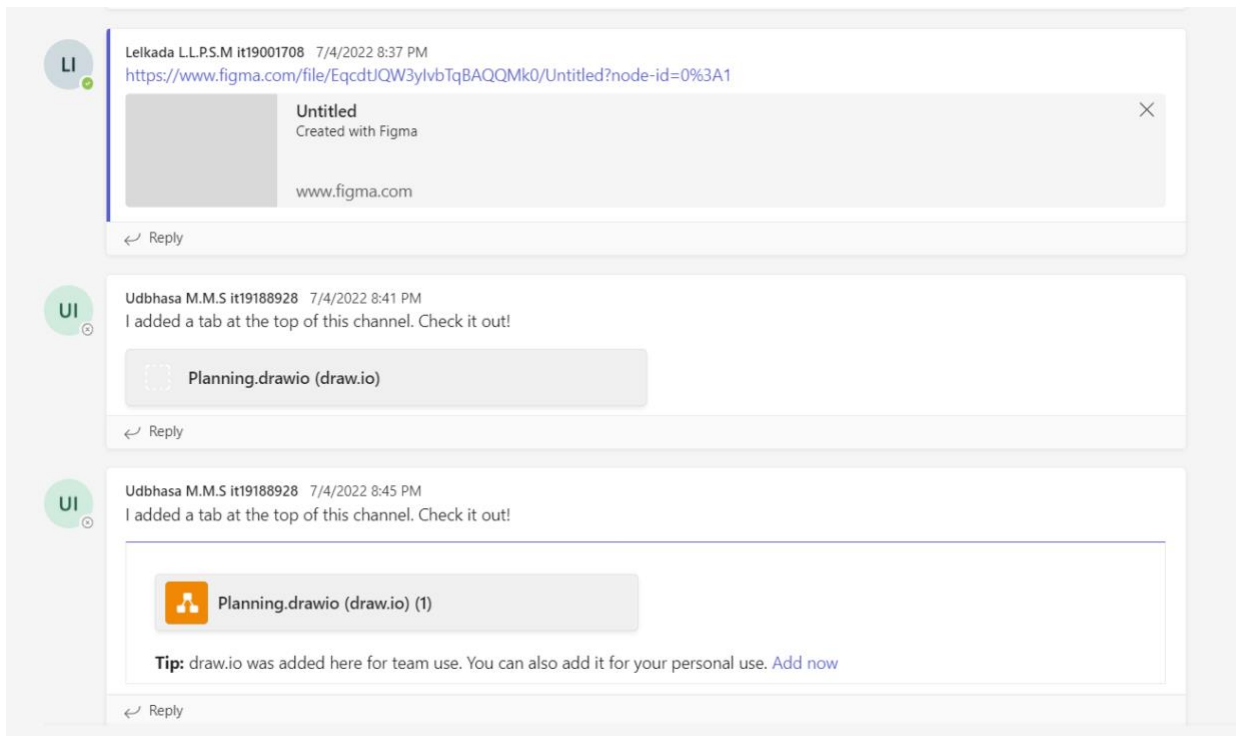 LI
Lelkada L.L.P.S.M it19001708 7/4/2022 8:37 PM
https://www.figma.com/file/EqcdtJQW3yIvbTqBAQQMk0/Untitled?node-id=0%3A1
Untitled
Created with Figma
www.figma.com
Reply
UI
Udbhasa M.M.S it19188928 7/4/2022 8:41 PM
I added a tab at the top of this channel. Check it out!
Planning.drawio (draw.io)
Reply
UI
Udbhasa M.M.S it19188928 7/4/2022 8:45 PM
I added a tab at the top of this channel. Check it out!
Planning.drawio (draw.io) (1)
Tip: draw.io was added here for team use. You can also add it for your personal use. Add now
Reply